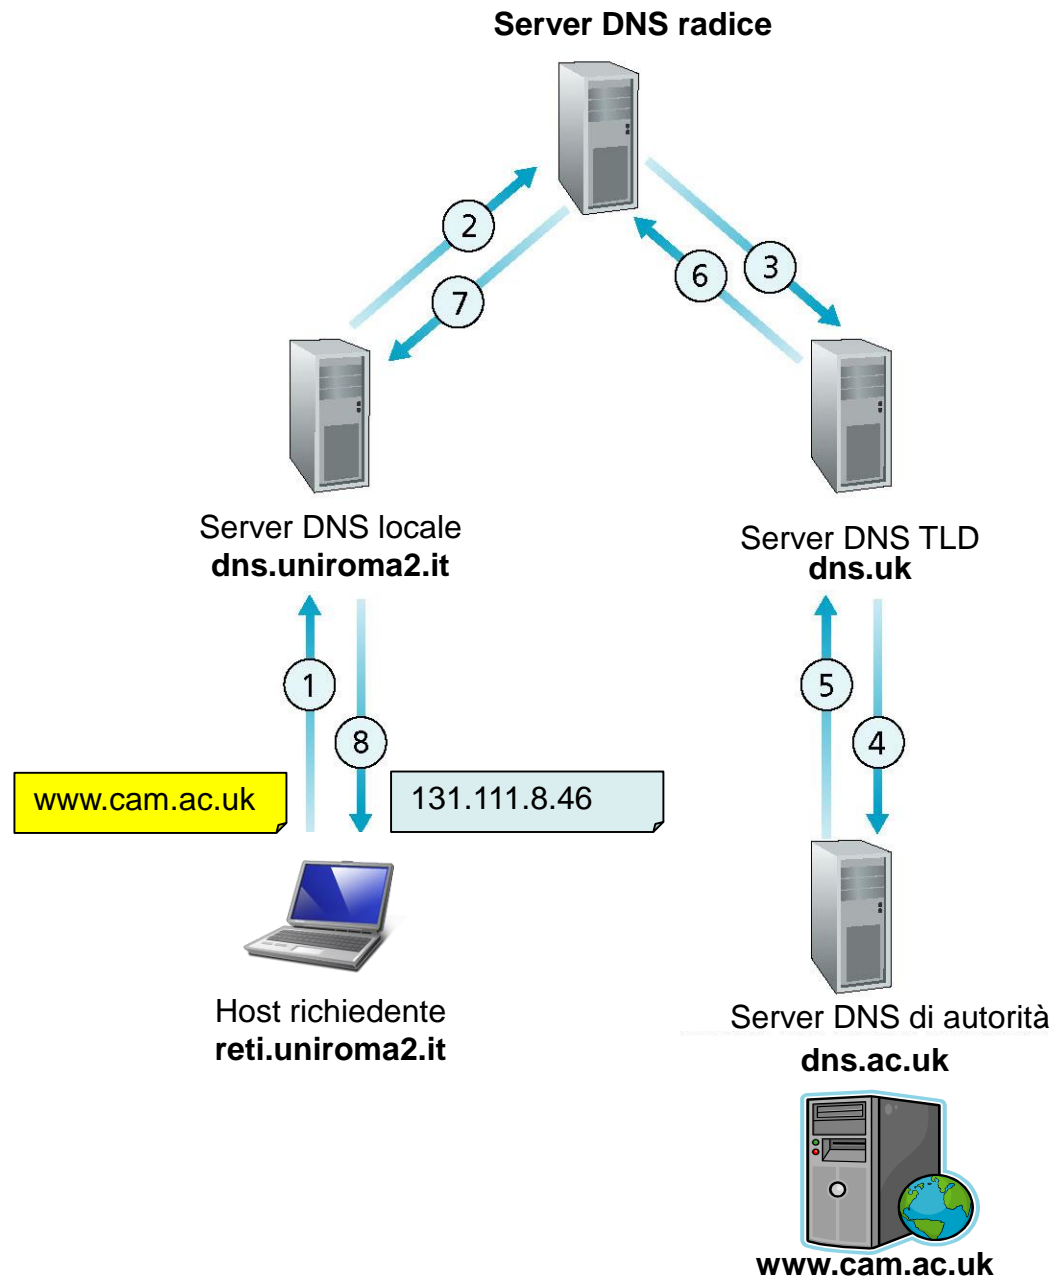 Server DNS radice
2
3
6
7
Server DNS locale
dns.uniroma2.it
Server DNS TLD
dns.uk
1
5
8
4
www.cam.ac.uk
131.111.8.46
Host richiedente
reti.uniroma2.it
Server DNS di autorità
dns.ac.uk
www.cam.ac.uk